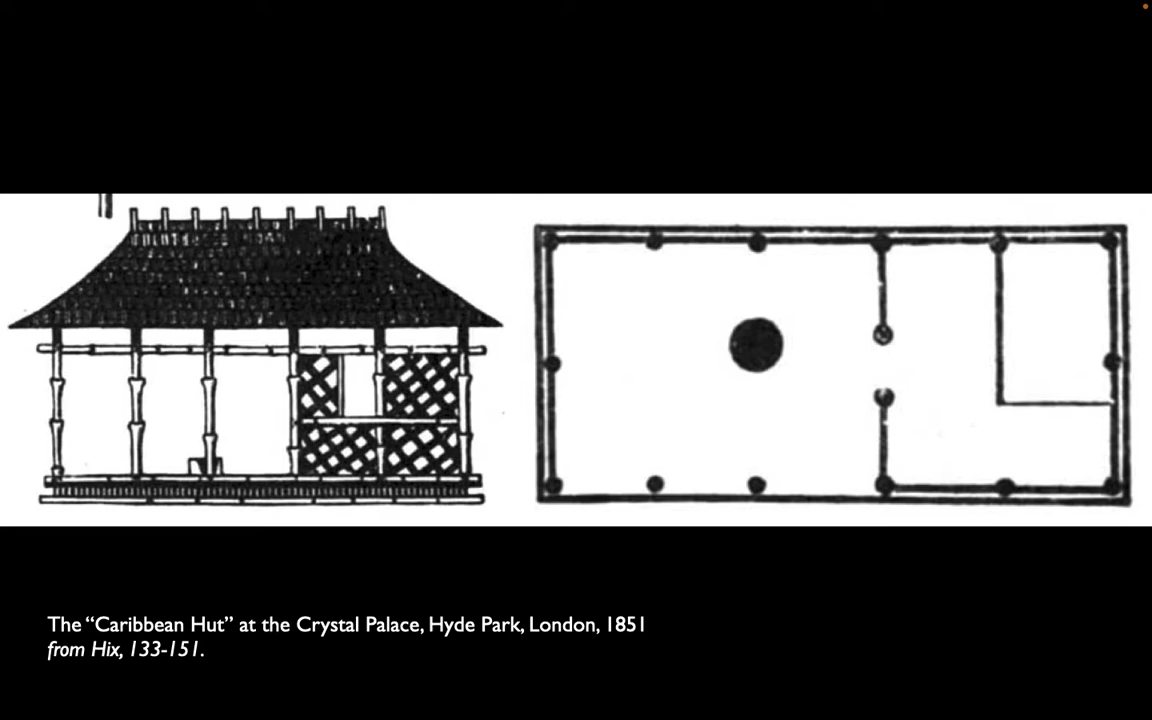 The “Caribbean Hut” at the Crystal Palace, Hyde Park, London, 1851
from Hix, 133-151.